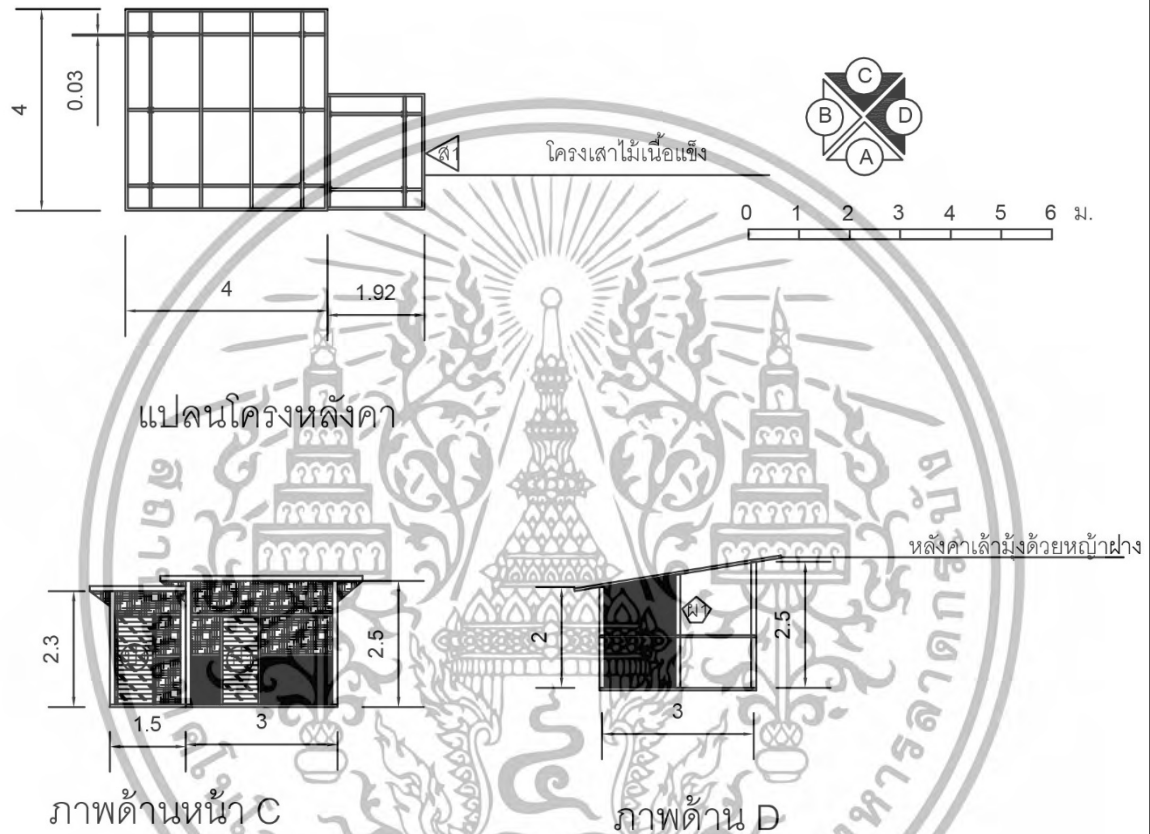 4
0.03
ส1
โครงเสาไม้เนื้อแข็ง
C
B
D
A
0 1 2 3 4 5 6 ม.
4
1.92
แปลนโครงหลังคา
หลังคาเล้ามุ้งด้วยหญ้าฝาง
2.3
2.5
1.5
3
2
ผ1
2.5
3
ภาพด้านหน้า C
ภาพด้าน D